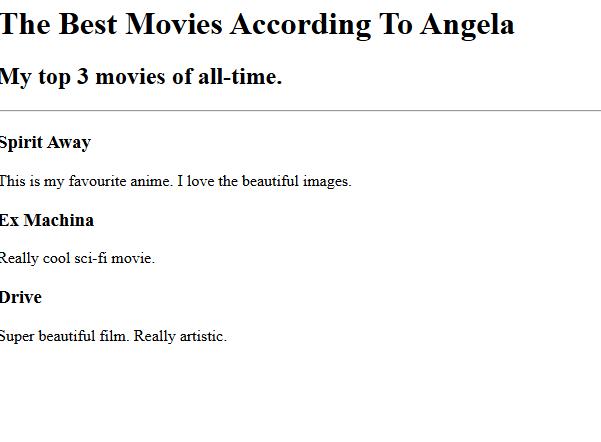 The Best Movies According To Angela
My top 3 movies of all-time.
Spirit Away
This is my favourite anime. I love the beautiful images.
Ex Machina
Really cool sci-fi movie.
Drive
Super beautiful film. Really artistic.